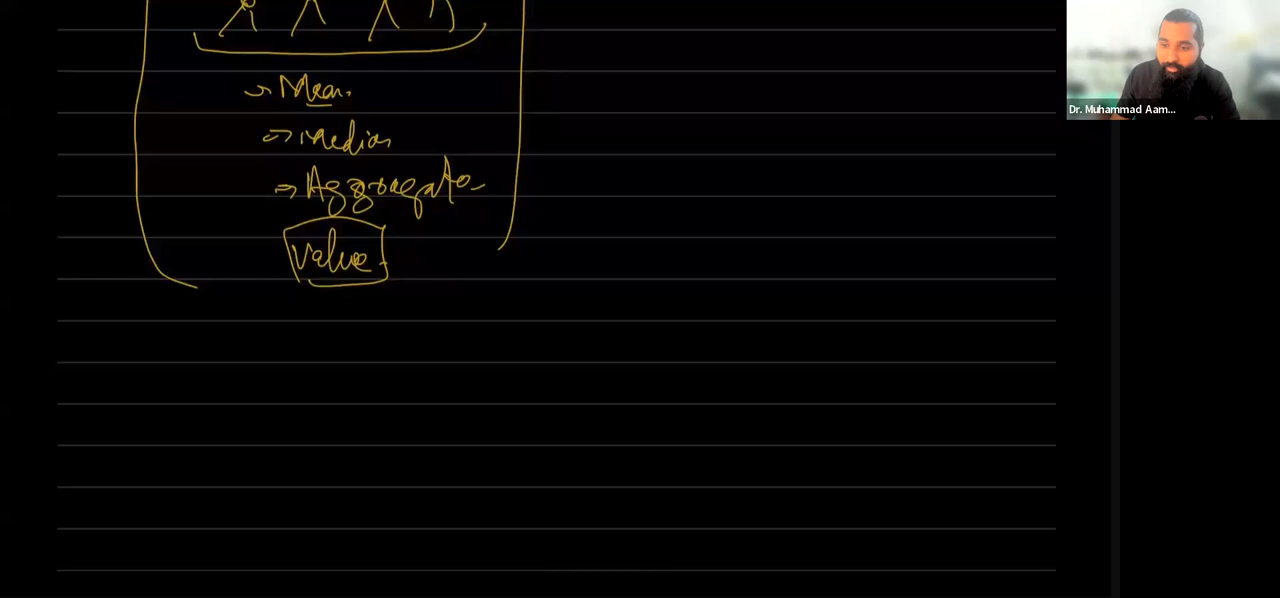 → Mean.
→ Median
→ Aggregate
Value
Dr. Muhammad Aam...